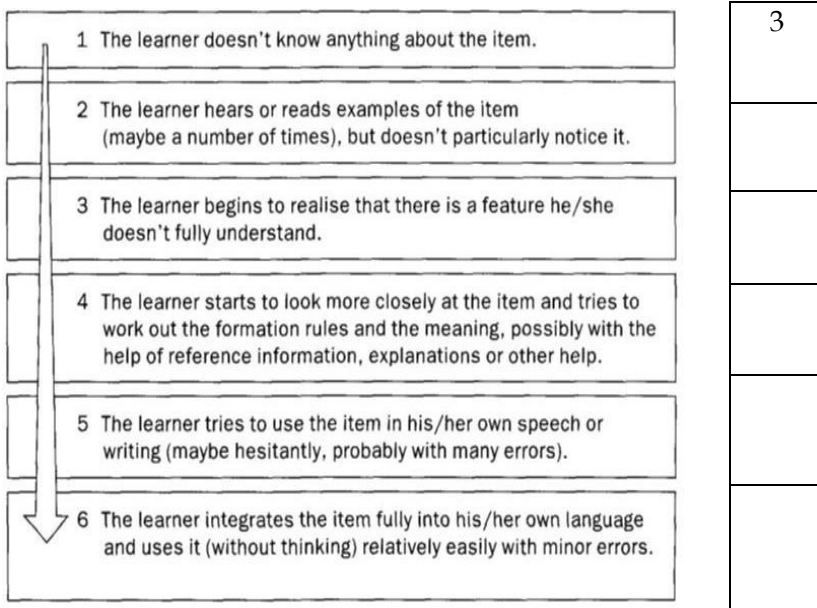 1 The learner doesn't know anything about the item.
3
2 The learner hears or reads examples of the item
(maybe a number of times), but doesn't particularly notice it.
3 The learner begins to realise that there is a feature he/she
doesn't fully understand.
4 The learner starts to look more closely at the item and tries to
work out the formation rules and the meaning, possibly with the
help of reference information, explanations or other help.
5 The learner tries to use the item in his/her own speech or
writing (maybe hesitantly, probably with many errors).
6 The learner integrates the item fully into his/her own language
and uses it (without thinking) relatively easily with minor errors.